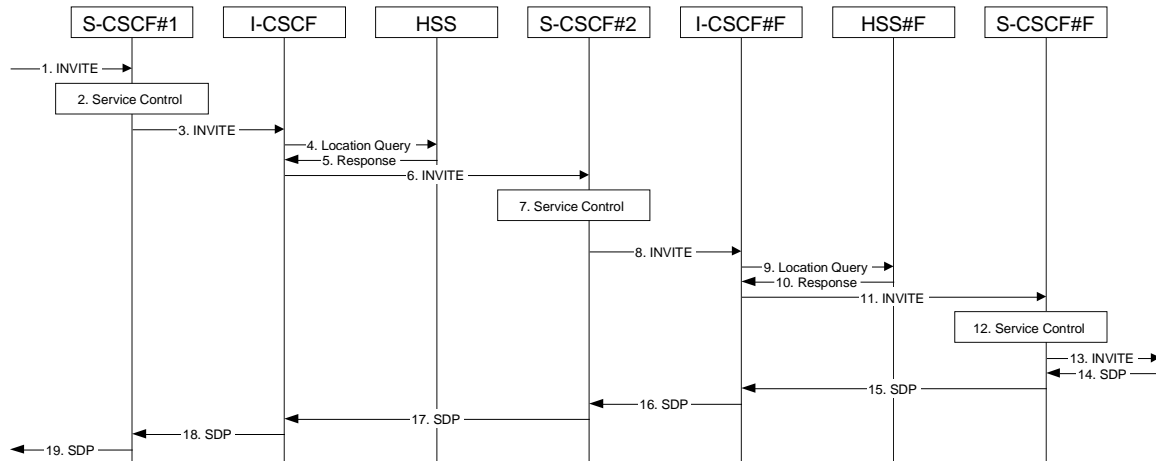 S-CSCF#1
I-CSCF
HSS
S-CSCF#2
I-CSCF#F
HSS#F
S-CSCF#F
1. INVITE
2. Service Control
3. INVITE
4. Location Query
5. Response
6. INVITE
7. Service Control
8. INVITE
9. Location Query
10. Response
11. INVITE
12. Service Control
13. INVITE
14. SDP
15. SDP
16. SDP
17. SDP
18. SDP
19. SDP